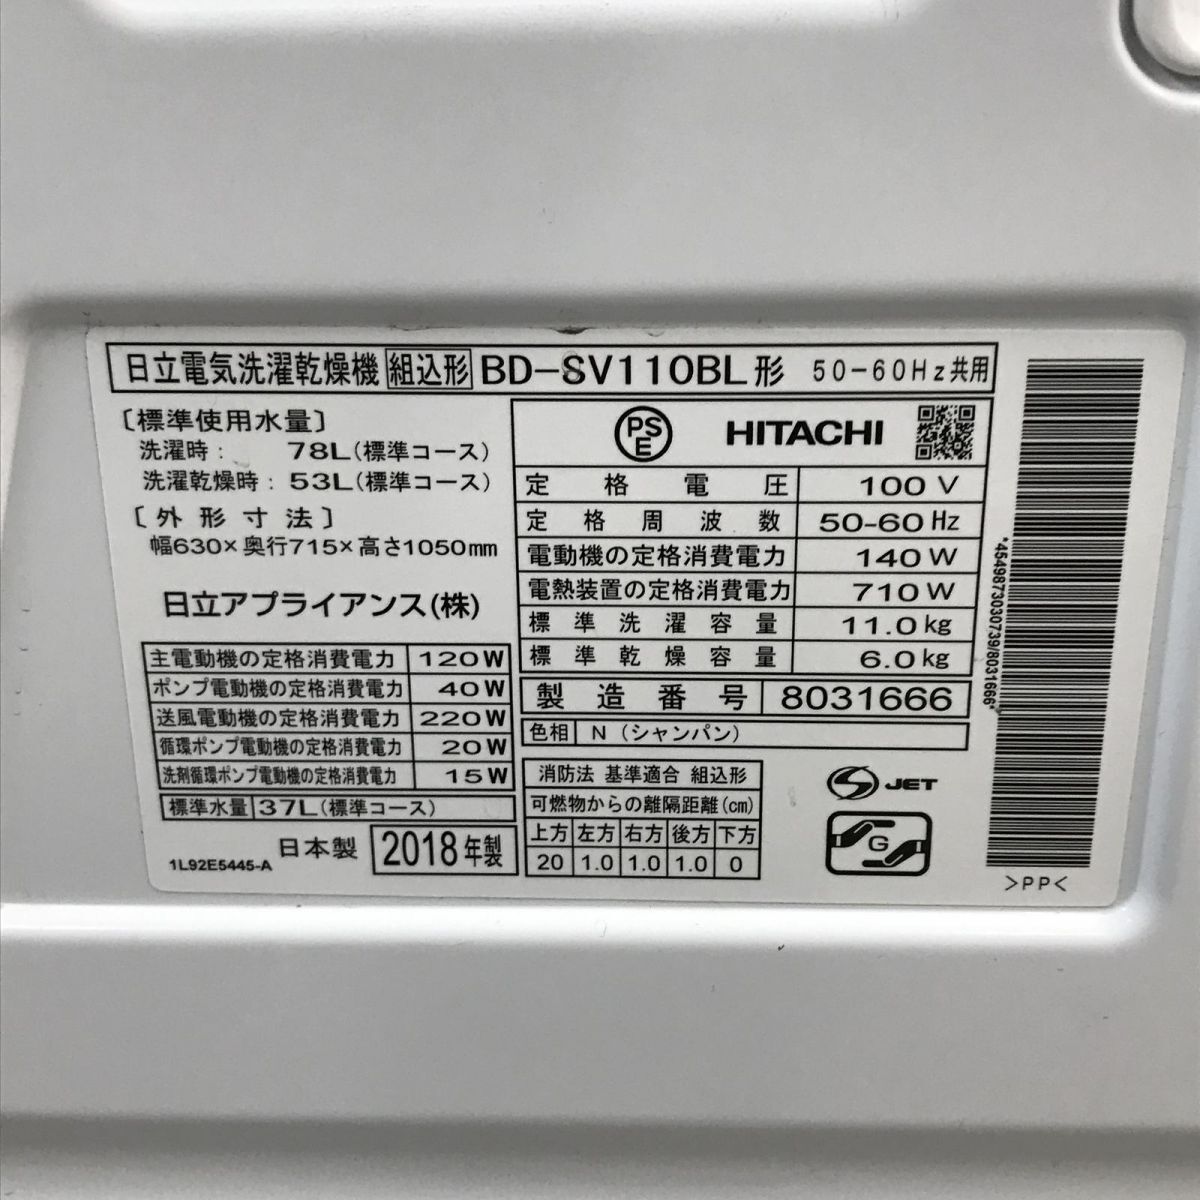 日立電気洗濯乾燥機 組込形 BD-SV110BL形 50-60Hz共用
〔標準使用水量〕
洗濯時: 78L(標準コース)
洗濯乾燥時: 53L(標準コース)
〔外形寸法〕
幅630×奥行715×高さ1050mm
日立アプライアンス(株)
主電動機の定格消費電力 120W
ポンプ電動機の定格消費電力 40W
送風電動機の定格消費電力 220W
循環ポンプ電動機の定格消費電力 20W
洗剤循環ポンプ電動機の定格消費電力 15W
標準水量 37L(標準コース)
1L92E5445-A 日本製 2018年製
PS E HITACHI
定格電圧 100V
定格周波数 50-60Hz
電動機の定格消費電力 140W
電熱装置の定格消費電力 710W
標準洗濯容量 11.0kg
標準乾燥容量 6.0kg
製造番号 8031666
色相 N(シャンパン)
消防法 基準適合 組込形
可燃物からの離隔距離(cm)
上方 左方 右方 後方 下方
20 1.0 1.0 1.0 0
S JET
G
*4549873030739/8031666*
>PP<